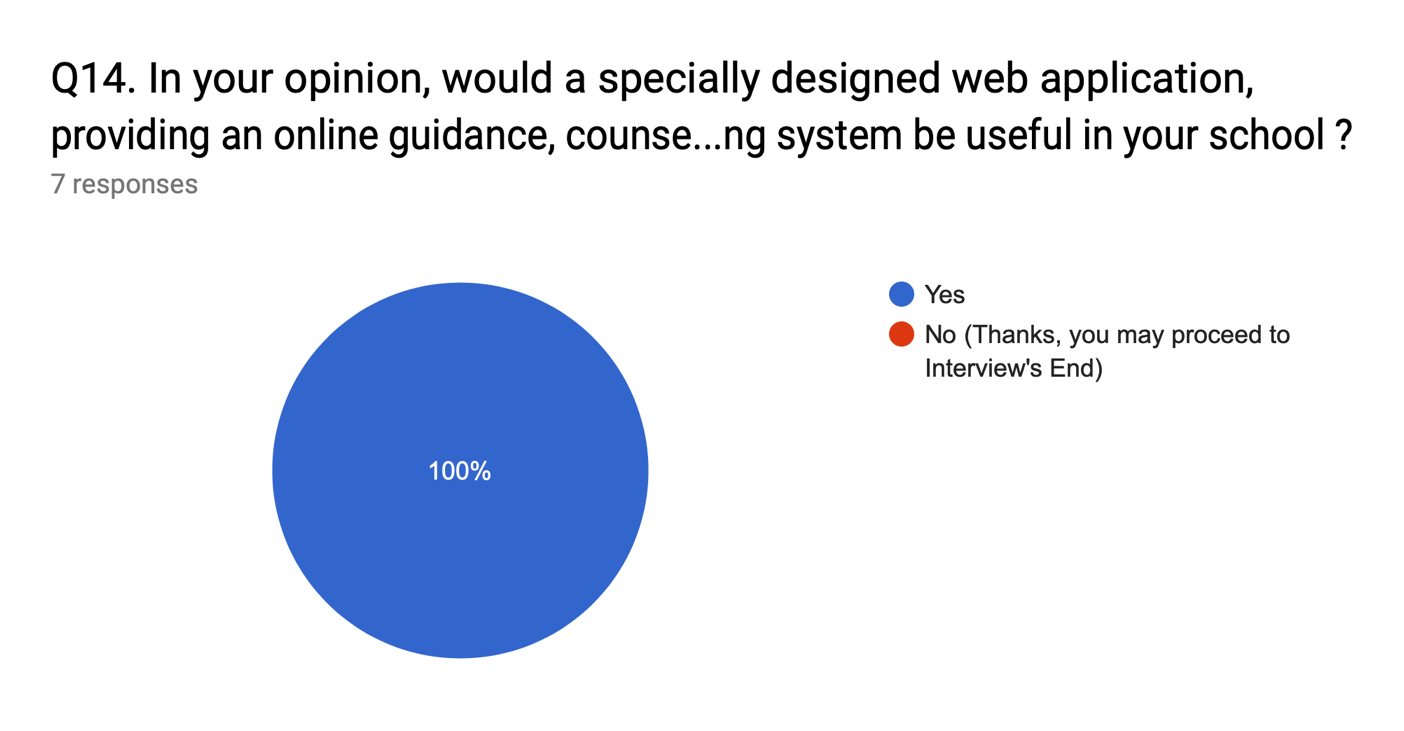 Q14. In your opinion, would a specially designed web application,
providing an online guidance, counse...ng system be useful in your school ?
7 responses
Yes
No (Thanks, you may proceed to
Interview's End)
100%